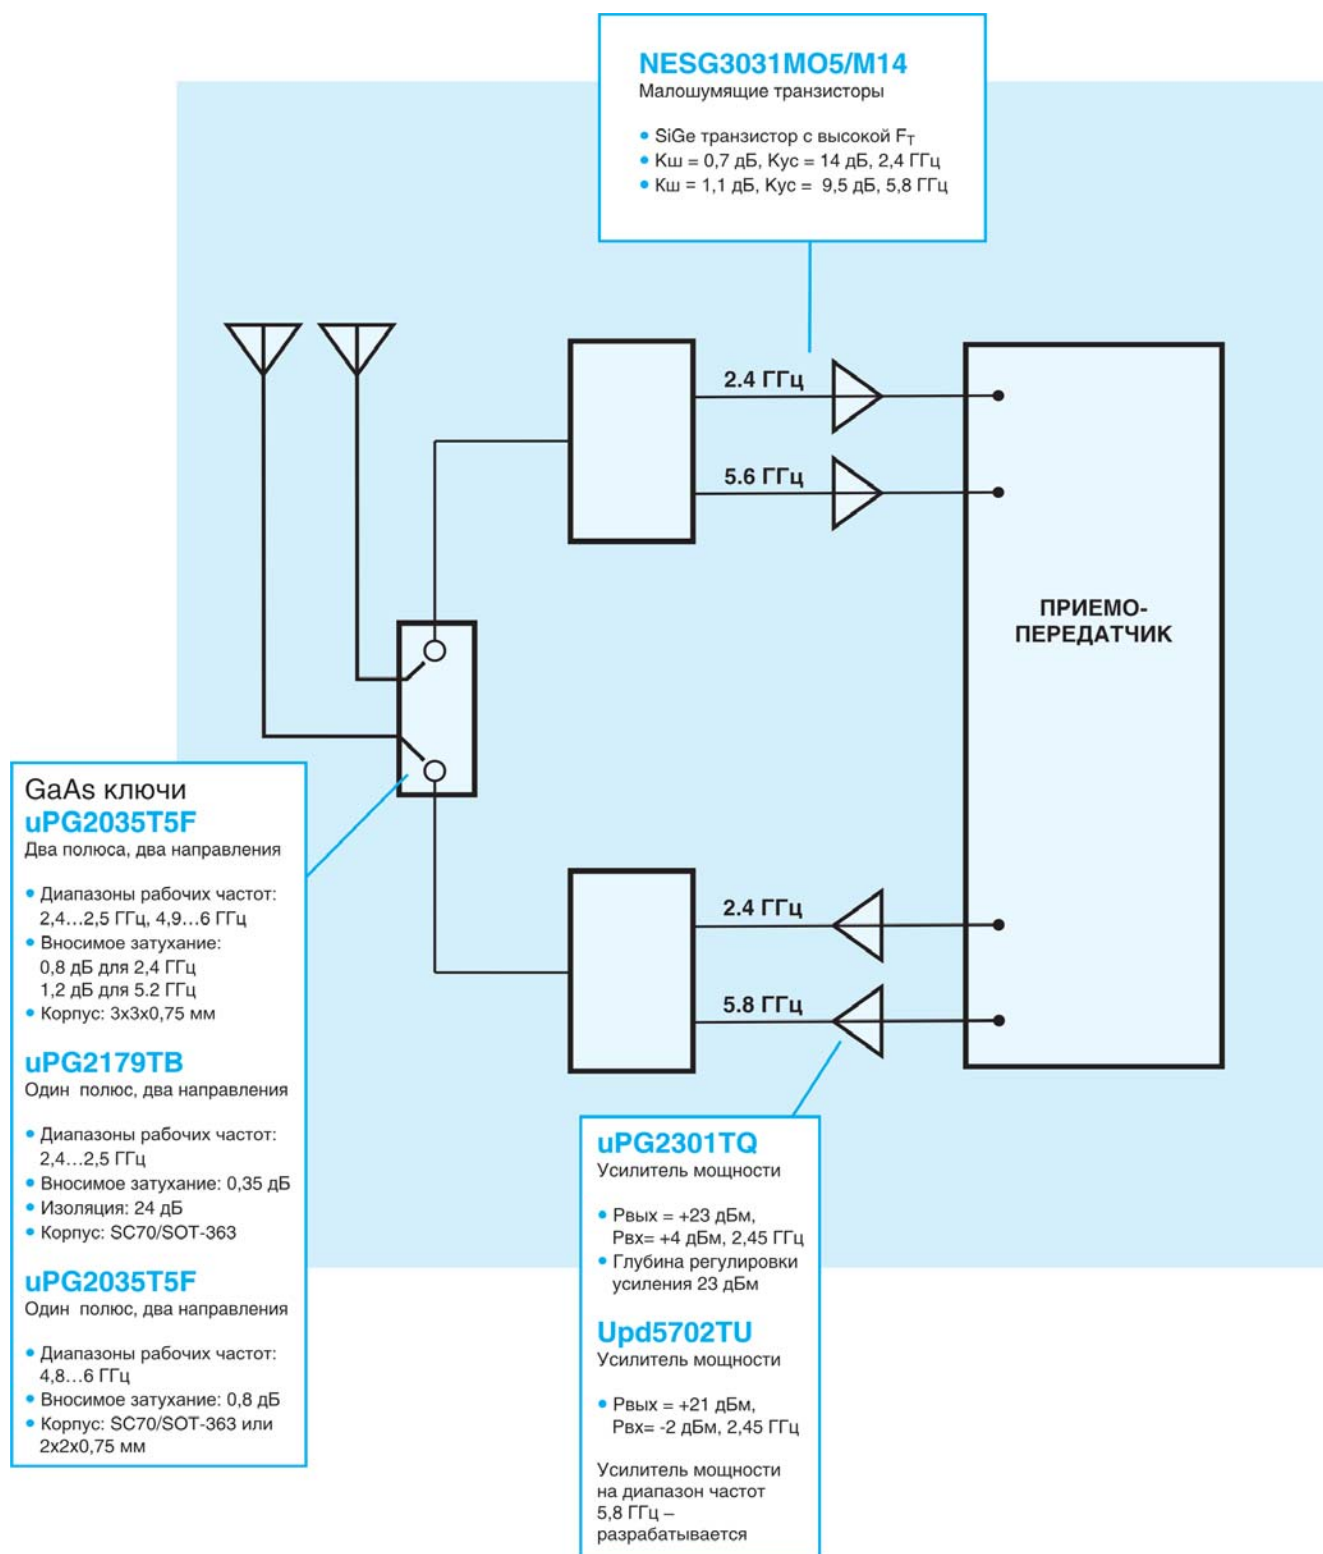 NESG3031MO5/M14
Малошумящие транзисторы
• SiGe транзистор с высокой FT
• Кш = 0,7 дБ, Кус = 14 дБ, 2,4 ГГц
• Кш = 1,1 дБ, Кус = 9,5 дБ, 5,8 ГГц
2.4 ГГц
5.6 ГГц
ПРИЕМО-
ПЕРЕДАТЧИК
2.4 ГГц
5.8 ГГц
GaAs ключи
uPG2035T5F
Два полюса, два направления
• Диапазоны рабочих частот:
2,4...2,5 ГГц, 4,9...6 ГГц
• Вносимое затухание:
0,8 дБ для 2,4 ГГц
1,2 дБ для 5.2 ГГц
• Корпус: 3х3х0,75 мм
uPG2179TB
Один полюс, два направления
• Диапазоны рабочих частот:
2,4...2,5 ГГц
• Вносимое затухание: 0,35 дБ
• Изоляция: 24 дБ
• Корпус: SC70/SOT-363
uPG2035T5F
Один полюс, два направления
• Диапазоны рабочих частот:
4,8...6 ГГц
• Вносимое затухание: 0,8 дБ
• Корпус: SC70/SOT-363 или
2х2х0,75 мм
uPG2301TQ
Усилитель мощности
• Рвых = +23 дБм,
Рвх= +4 дБм, 2,45 ГГц
• Глубина регулировки
усиления 23 дБм
Upd5702TU
Усилитель мощности
• Рвых = +21 дБм,
Рвх= -2 дБм, 2,45 ГГц
Усилитель мощности
на диапазон частот
5,8 ГГц –
разрабатывается